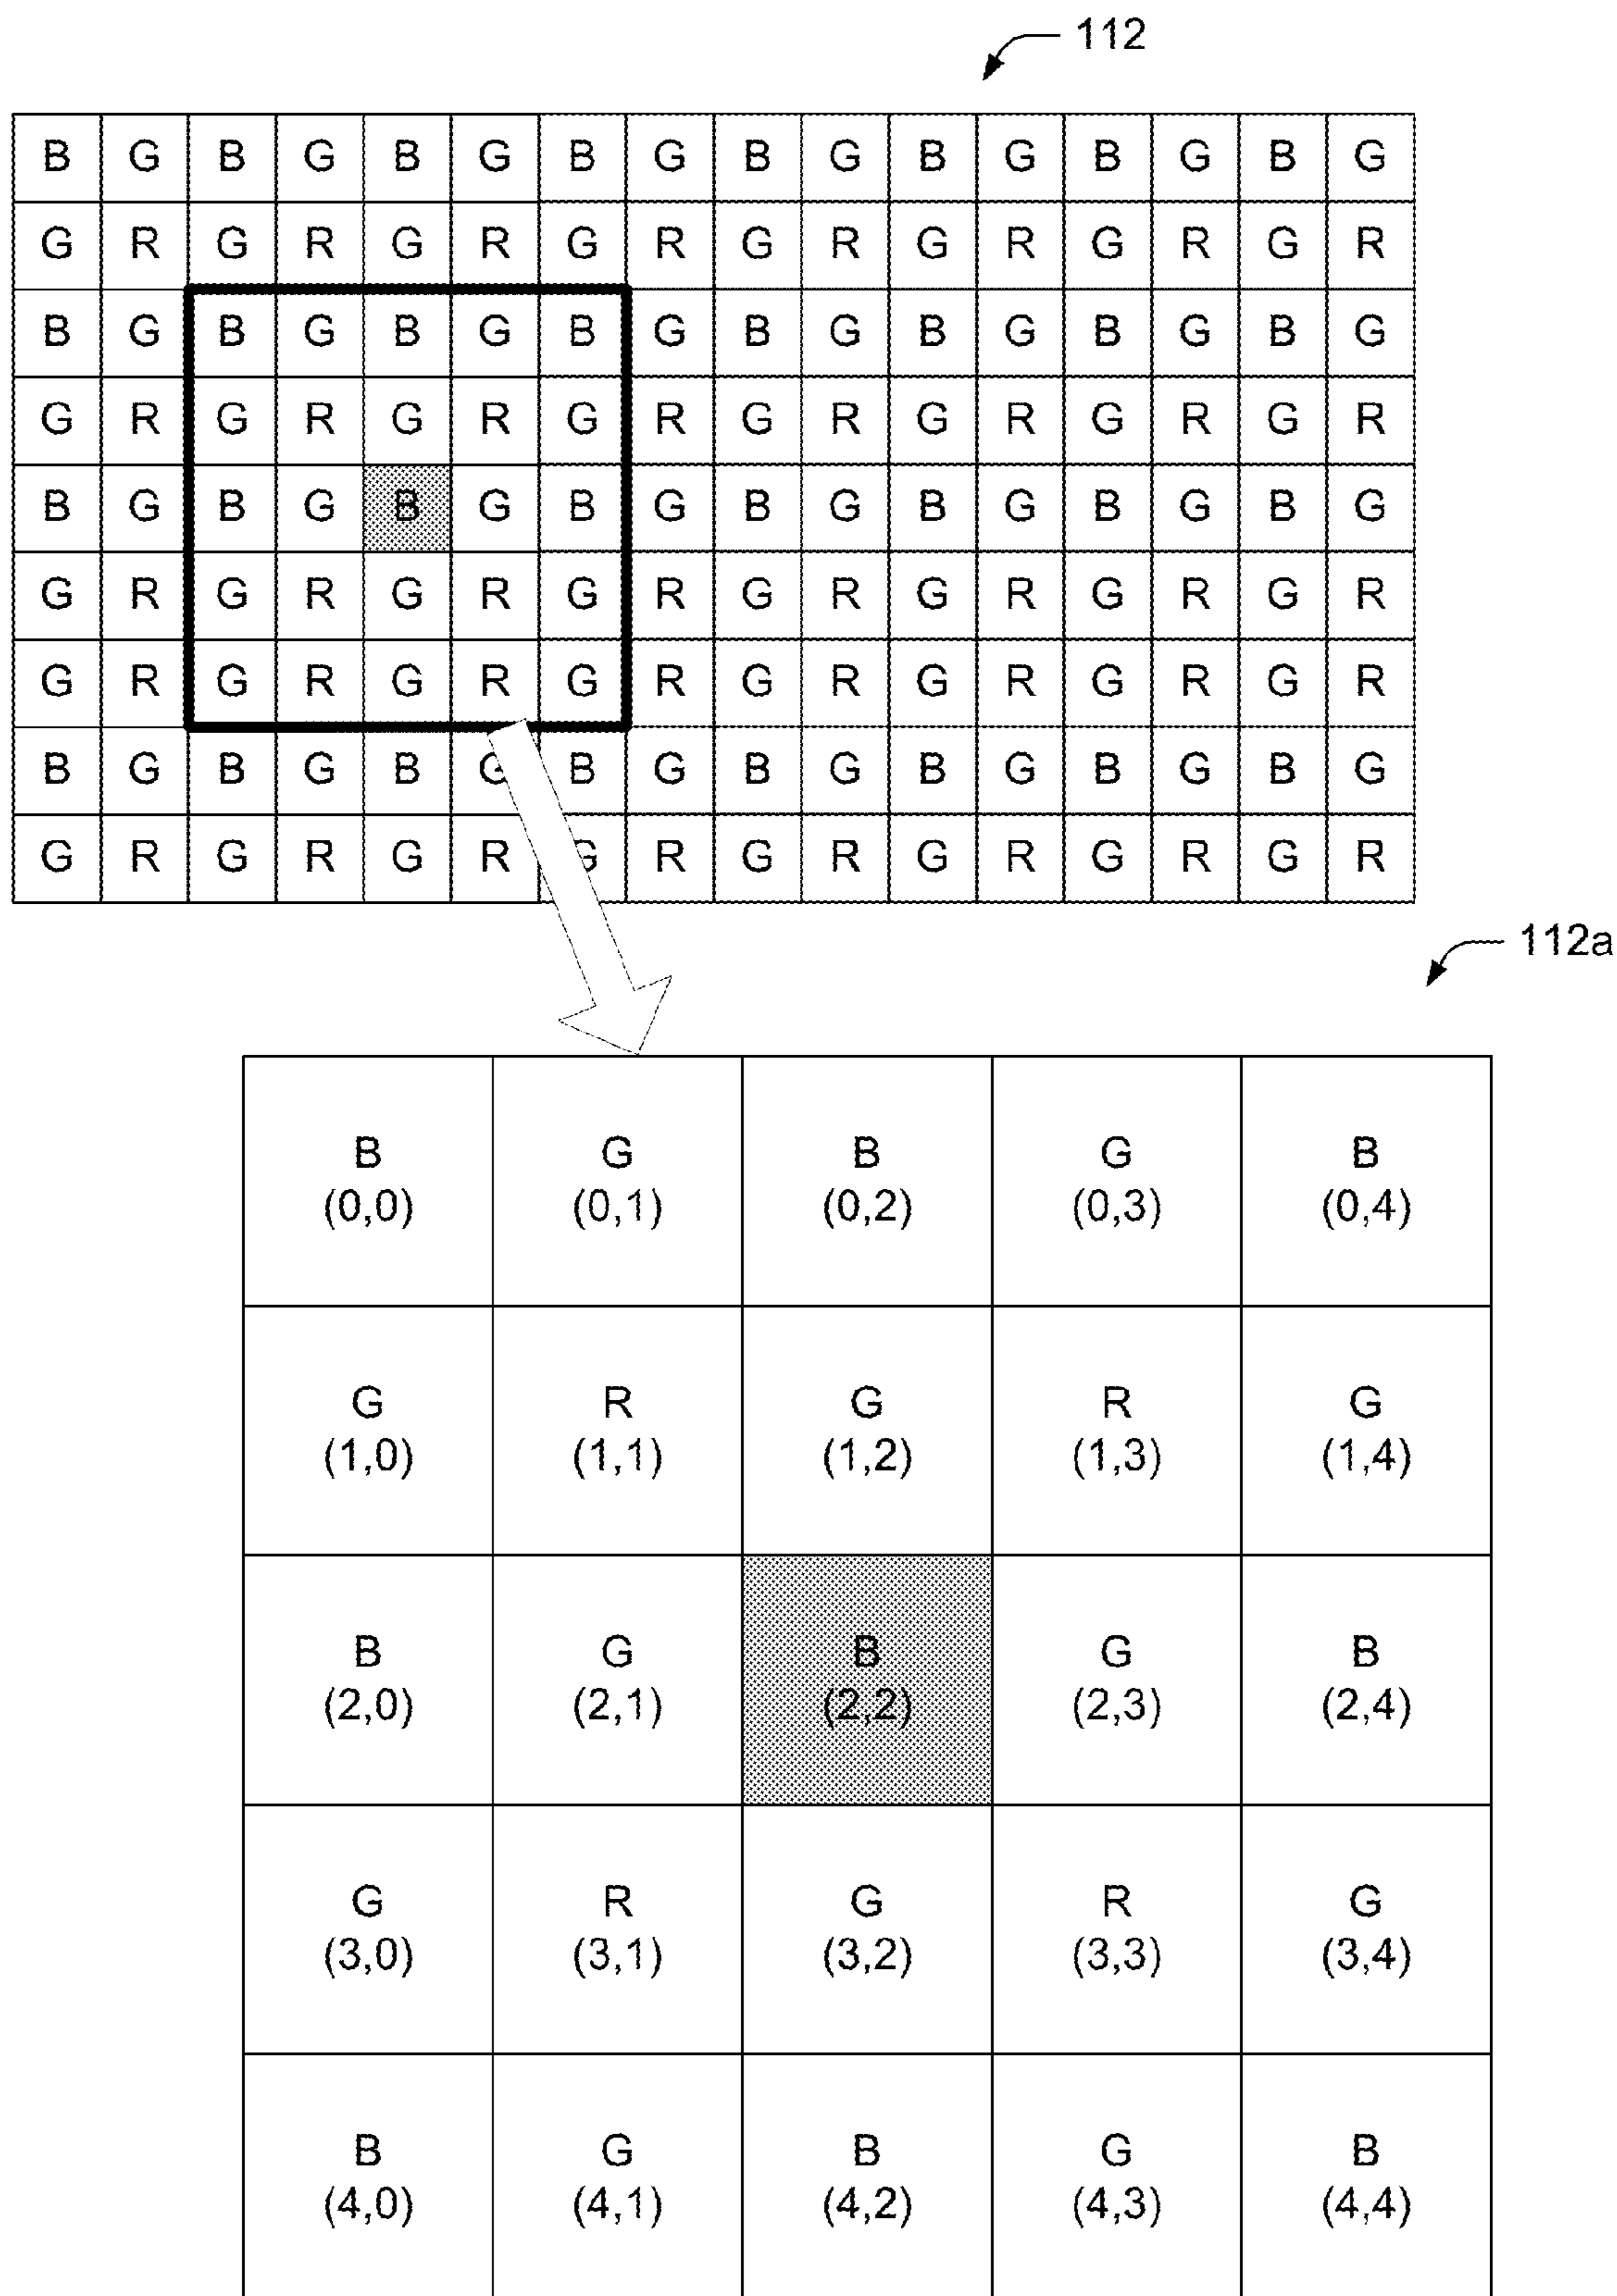 112
B G B G B G B G B G B G B G B G
G R G R G R G R G R G R G R G R
B G B G B G B G B G B G B G B G
G R G R G R G R G R G R G R G R
B G B G B G B G B G B G B G B G
G R G R G R G R G R G R G R G R
G R G R G R G R G R G R G R G R
B G B G B G B G B G B G B G B G
G R G R G R G R G R G R G R G R
112a
B G B G B
(0,0) (0,1) (0,2) (0,3) (0,4)
G R G R G
(1,0) (1,1) (1,2) (1,3) (1,4)
B G B G B
(2,0) (2,1) (2,2) (2,3) (2,4)
G R G R G
(3,0) (3,1) (3,2) (3,3) (3,4)
B G B G B
(4,0) (4,1) (4,2) (4,3) (4,4)